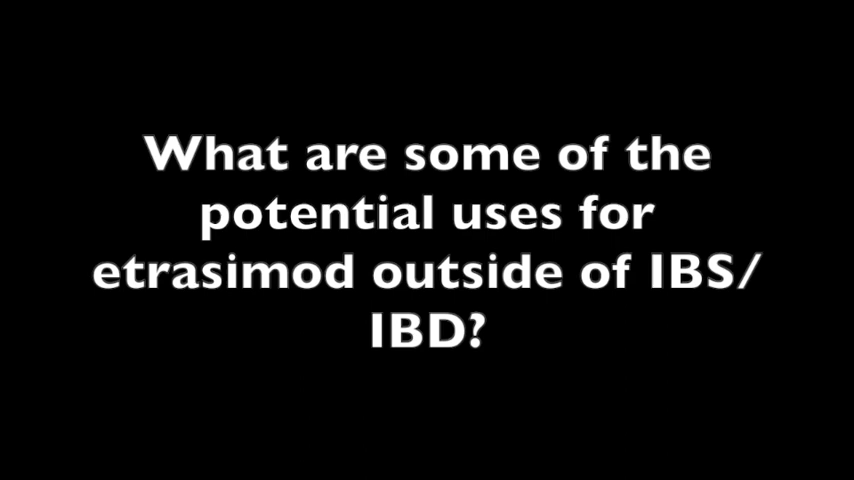 What are some of the
potential uses for
etrasimod outside of IBS/
IBD?